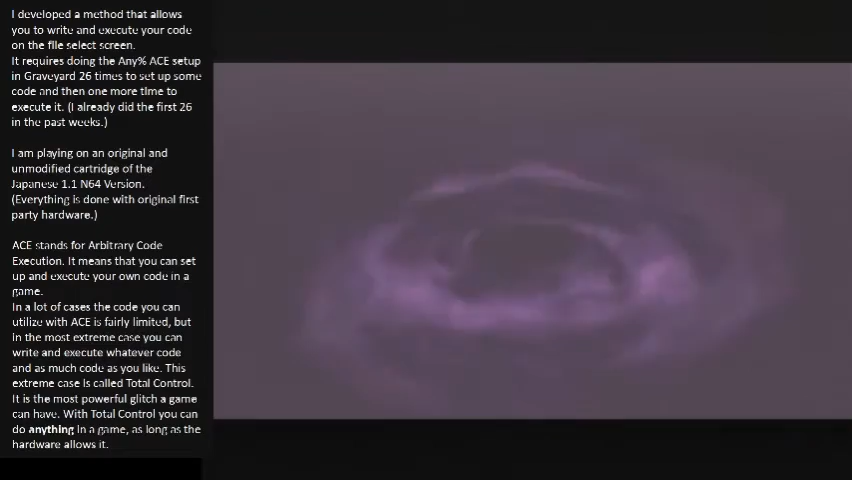 I developed a method that allows
you to write and execute your code
on the file select screen.
It requires doing the Any% ACE setup
in Graveyard 26 times to set up some
code and then one more time to
execute it. (I already did the first 26
in the past weeks.)
I am playing on an original and
unmodified cartridge of the
Japanese 1.1 N64 Version.
(Everything is done with original first
party hardware.)
ACE stands for Arbitrary Code
Execution. It means that you can set
up and execute your own code in a
game.
In a lot of cases the code you can
utilize with ACE is fairly limited, but
in the most extreme case you can
write and execute whatever code
and as much code as you like. This
extreme case is called Total Control.
It is the most powerful glitch a game
can have. With Total Control you can
do anything in a game, as long as the
hardware allows it.